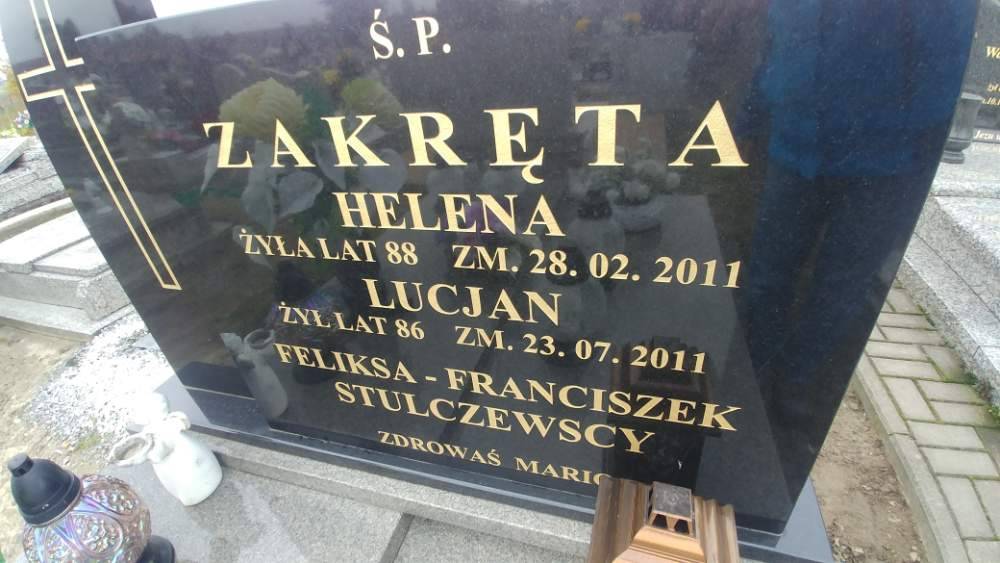 Ś. P.
ZAKRĘTA
HELENA
ŻYŁA LAT 88 ZM. 28. 02. 2011
LUCJAN
ŻYŁ LAT 86 ZM. 23. 07. 2011
FELIKSA - FRANCISZEK
STULCZEWSCY
ZDROWAŚ MARIO